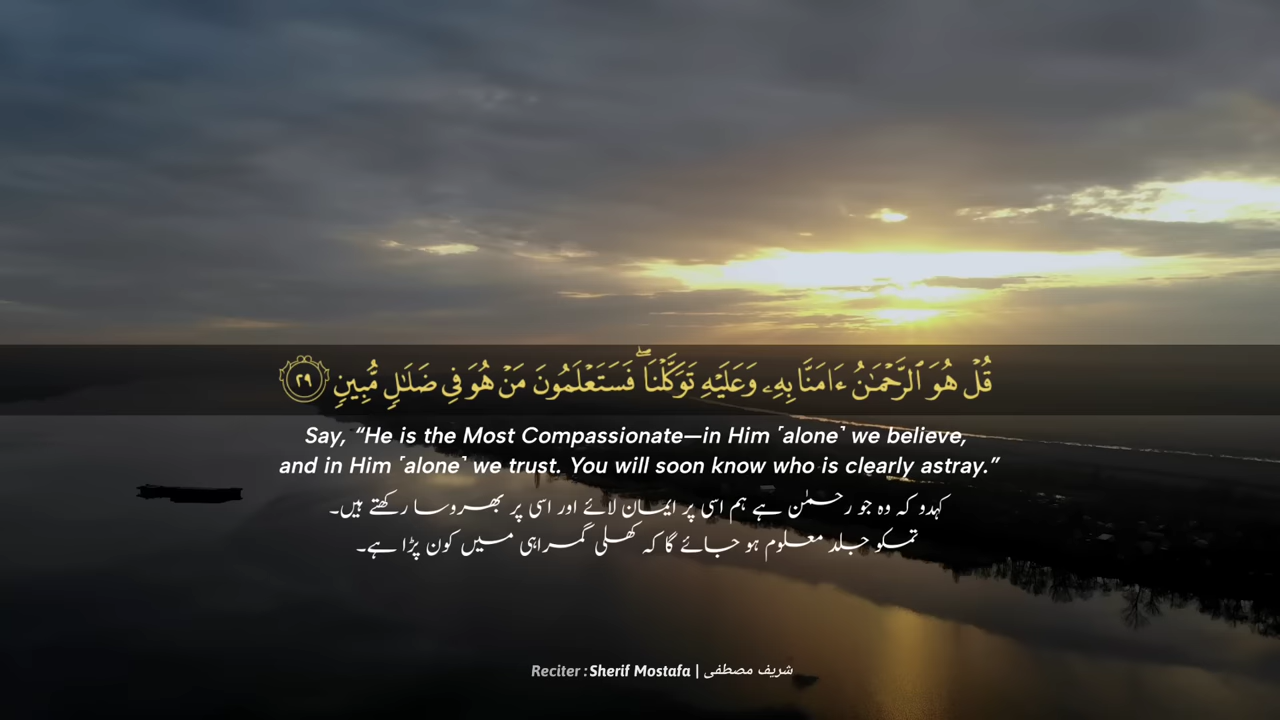 قُلْ هُوَ ٱلرَّحْمَـٰنُ ءَامَنَّا بِهِۦ وَعَلَيْهِ تَوَكَّلْنَا ۖ فَسَتَعْلَمُونَ مَنْ هُوَ فِى ضَلَـٰلٍ مُّبِينٍ ٢٩
Say, “He is the Most Compassionate—in Him ˹alone˺ we believe,
and in Him ˹alone˺ we trust. You will soon know who is clearly astray.”
کہدو کہ وہ جو رحمٰن ہے ہم اسی پر ایمان لائے اور اسی پر بھروسا رکھتے ہیں۔
تمکو جلد معلوم ہو جائے گا کہ کھلی گمراہی میں کون پڑا ہے۔
Reciter : Sherif Mostafa | شريف مصطفى